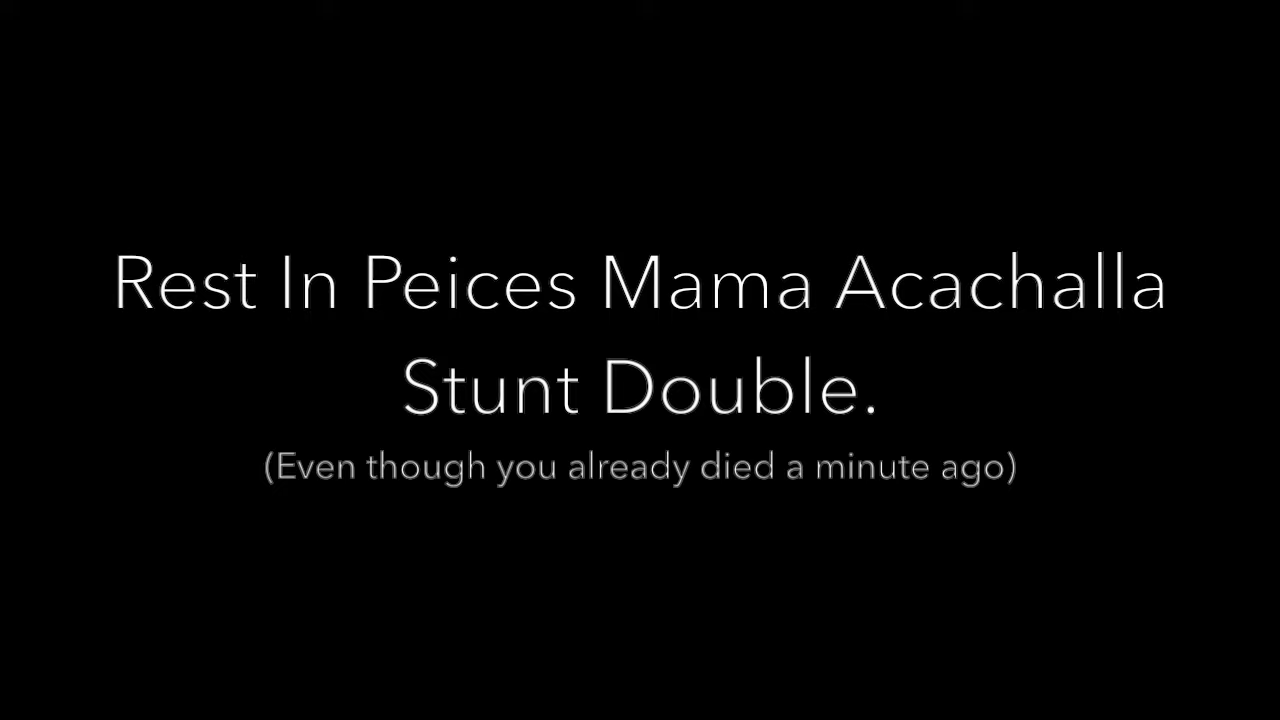 Rest In Peices Mama Acachalla
Stunt Double.
(Even though you already died a minute ago)